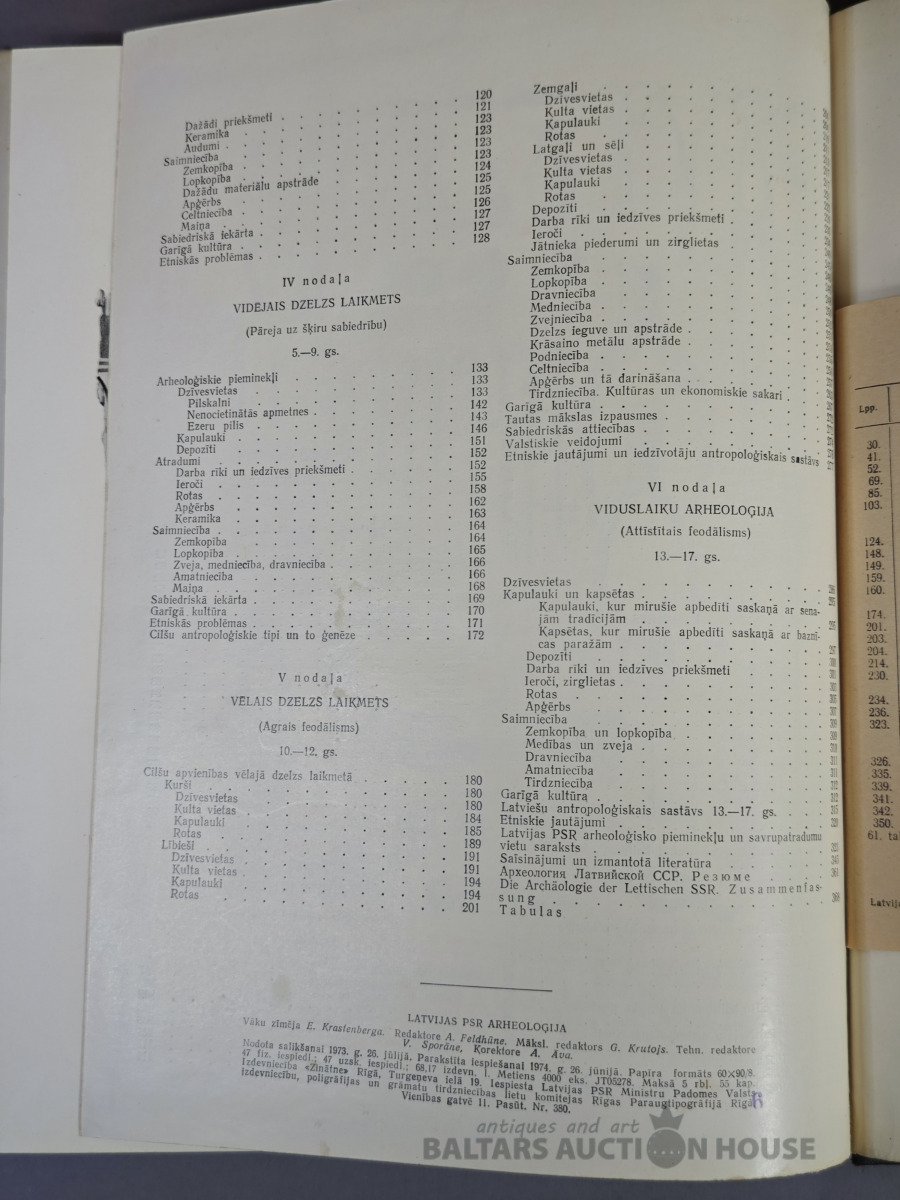 Dažādi priekšmeti . . . 120
Keramika . . . 121
Audumi . . . 123
Saimniecība . . . 123
Zemkopība . . . 123
Lopkopība . . . 123
Dažādu materiālu apstrāde . . . 124
Apģērbs . . . 125
Celtniecība . . . 125
Maiņa . . . 126
Sabiedriskā iekārta . . . 127
Garīgā kultūra . . . 127
Etniskās problēmas . . . 128
IV nodaļa
VIDĒJAIS DZELZS LAIKMETS
(Pāreja uz šķiru sabiedrību)
5.—9. gs.
Arheoloģiskie pieminekļi . . . 133
Dzīvesvietas . . . 133
Pilskalni . . . 133
Nenocietinātās apmetnes . . . 142
Ezeru pilis . . . 143
Kapulauki . . . 146
Depozīti . . . 151
Atradumi . . . 152
Darba rīki un iedzīves priekšmeti . . . 152
Ieroči . . . 155
Rotas . . . 158
Apģērbs . . . 162
Keramika . . . 163
Saimniecība . . . 164
Zemkopība . . . 164
Lopkopība . . . 165
Zveja, medniecība, dravniecība . . . 166
Amatniecība . . . 166
Maiņa . . . 168
Sabiedriskā iekārta . . . 169
Garīgā kultūra . . . 170
Etniskās problēmas . . . 171
Cilšu antropoloģiskie tipi un to ģenēze . . . 172
V nodaļa
VĒLAIS DZELZS LAIKMETS
(Agrais feodālisms)
10.—12. gs.
Cilšu apvienības vēlajā dzelzs laikmetā . . . 180
Kurši . . . 180
Dzīvesvietas . . . 180
Kulta vietas . . . 184
Kapulauki . . . 185
Rotas . . . 189
Lībieši . . . 191
Dzīvesvietas . . . 191
Kulta vietas . . . 194
Kapulauki . . . 194
Rotas . . . 201
Zemgaļi
Dzīvesvietas
Kulta vietas
Kapulauki
Rotas
Latgaļi un sēļi
Dzīvesvietas
Kulta vietas
Kapulauki
Rotas
Depozīti
Darba rīki un iedzīves priekšmeti
Ieroči
Jātnieka piederumi un zirglietas
Saimniecība
Zemkopība
Lopkopība
Dravniecība
Medniecība
Zvejniecība
Dzelzs ieguve un apstrāde
Krāsaino metālu apstrāde
Podniecība
Celtniecība
Apģērbs un tā darināšana
Tirdzniecība. Kultūras un ekonomiskie sakari
Garīgā kultūra
Tautas mākslas izpausmes
Sabiedriskās attiecības
Valstiskie veidojumi
Etniskie jautājumi un iedzīvotāju antropoloģiskais sastāvs
VI nodaļa
VIDUSLAIKU ARHEOLOĢIJA
(Attīstītais feodālisms)
13.—17. gs.
Dzīvesvietas
Kapulauki un kapsētas
Kapulauki, kur mirušie apbedīti saskaņā ar sena-
jām tradīcijām
Kapsētas, kur mirušie apbedīti saskaņā ar baznī-
cas paražām
Depozīti
Darba rīki un iedzīves priekšmeti
Ieroči, zirglietas
Rotas
Apģērbs
Saimniecība
Zemkopība un lopkopība
Medības un zveja
Dravniecība
Amatniecība
Tirdzniecība
Garīgā kultūra
Latviešu antropoloģiskais sastāvs 13.—17. gs.
Etniskie jautājumi
Latvijas PSR arheoloģisko pieminekļu un savrupatradumu
vietu saraksts
Saīsinājumi un izmantotā literatūra
Археология Латвийской ССР. Резюме
Die Archäologie der Lettischen SSR. Zusammenfas-
sung
Tabulas
LATVIJAS PSR ARHEOLOĢIJA
Vāku zīmēja E. Krastenberga. Redaktore A. Feldhūne. Māksl. redaktors G. Krutojs. Tehn. redaktore
V. Sporāne, Korektore A. Ava.
Nodota salikšanai 1973. g. 26. jūlijā, Parakstīta iespiešanai 1974. g. 26. jūnijā. Papīra formāts 60×90/8.
47 fiz. iespiedl.; 47 uzsk. iespiedl.; 68,17 izdevn. l. Metiens 4000 eks. JT05278. Maksā 5 rbļ. 55 kap.
Izdevniecība «Zinātne» Rīgā, Turgeņeva ielā 19. Iespiesta Latvijas PSR Ministru Padomes Valsts
izdevniecību, poligrāfijas un grāmatu tirdzniecības lietu komitejas Rīgas Paraugtipogrāfijā Rīgā
Vienības gatvē 11. Pasūt. Nr. 380.
Lpp.
30.
41.
52.
69.
85.
103.
124.
148.
149.
159.
160.
174.
201.
203.
204.
214.
230.
234.
236.
323.
326.
335.
339.
341.
342.
350.
61. ta
Latvij
antiques and art
BALTARS AUCTION HOUSE